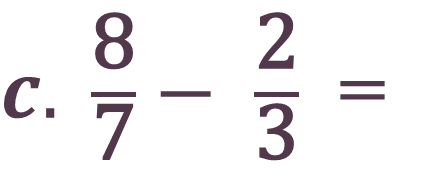 c. 8/7 − 2/3 =